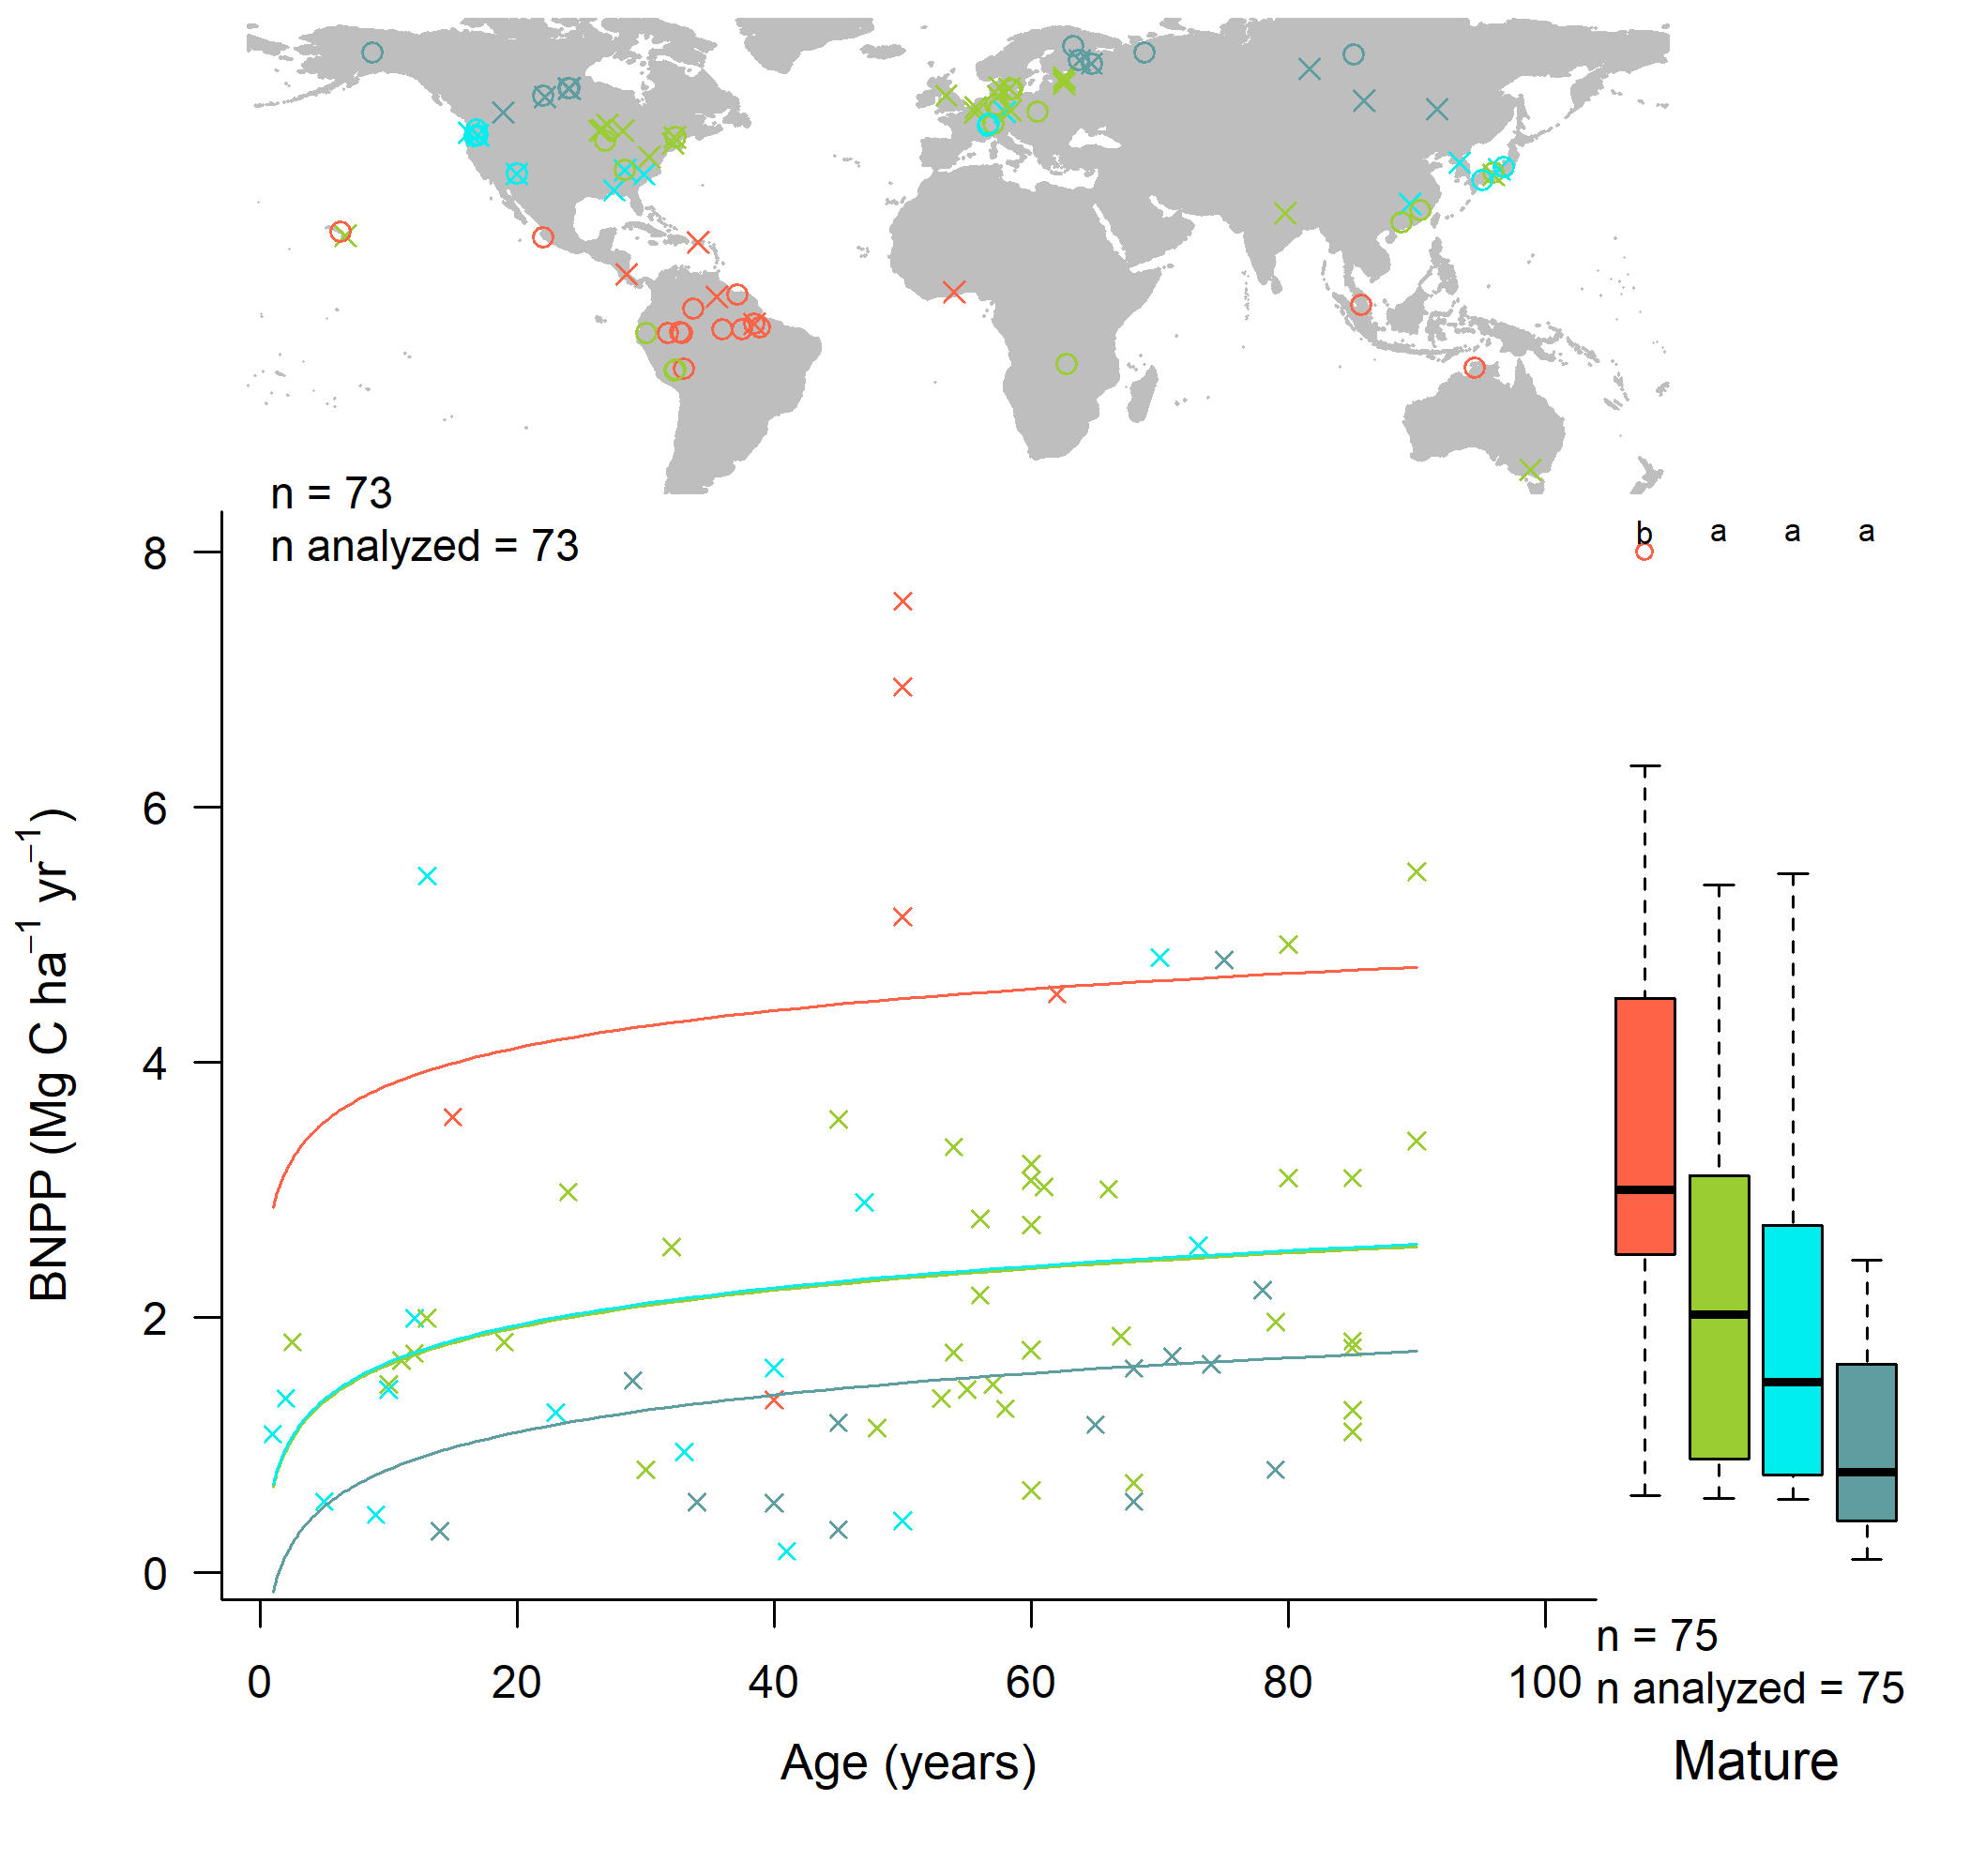 n = 73
n analyzed = 73
b a a a
8
6
4
2
0
BNPP (Mg C ha⁻¹ yr⁻¹)
0 20 40 60 80 100
n = 75
n analyzed = 75
Age (years)
Mature